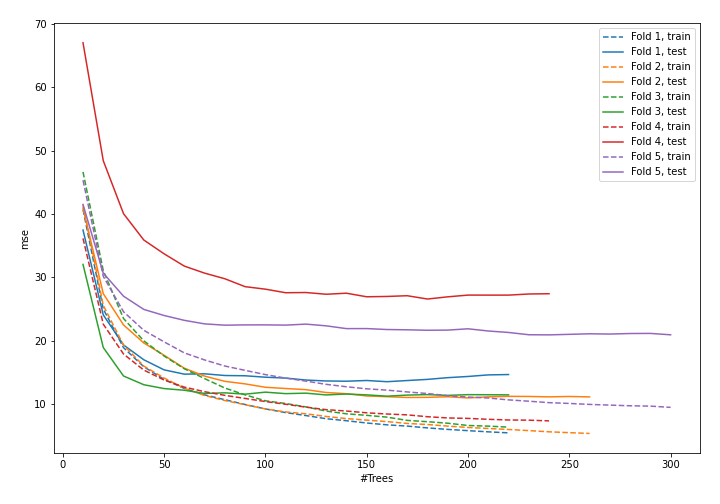 70
60
50
40
30
20
10
mse
0
50
100
150
200
250
300
#Trees
Fold 1, train
Fold 1, test
Fold 2, train
Fold 2, test
Fold 3, train
Fold 3, test
Fold 4, train
Fold 4, test
Fold 5, train
Fold 5, test